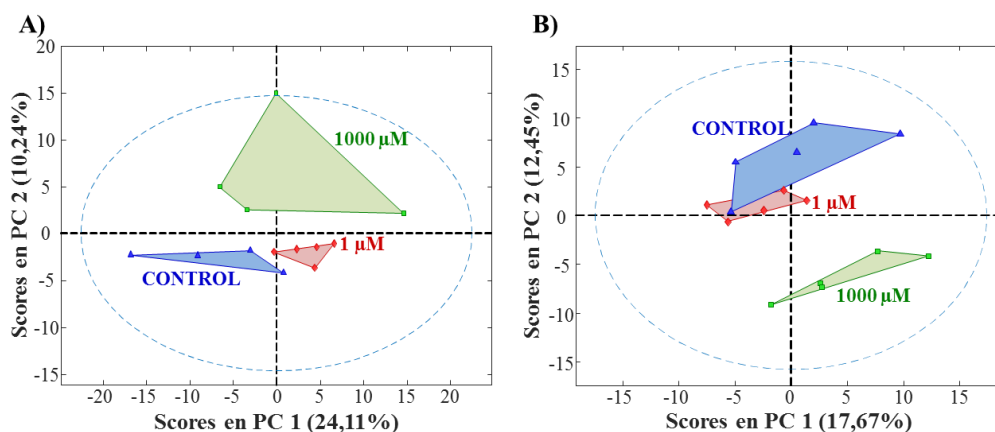 A)
Scores en PC 2 (10,24%)
20
15
10
5
0
-5
-10
-15
1000 µM
1 µM
CONTROL
-20 -15 -10 -5 0 5 10 15 20
Scores en PC 1 (24,11%)
B)
Scores en PC 2 (12,45%)
15
10
5
0
-5
-10
-15
CONTROL
1 µM
1000 µM
-15 -10 -5 0 5 10 15
Scores en PC 1 (17,67%)